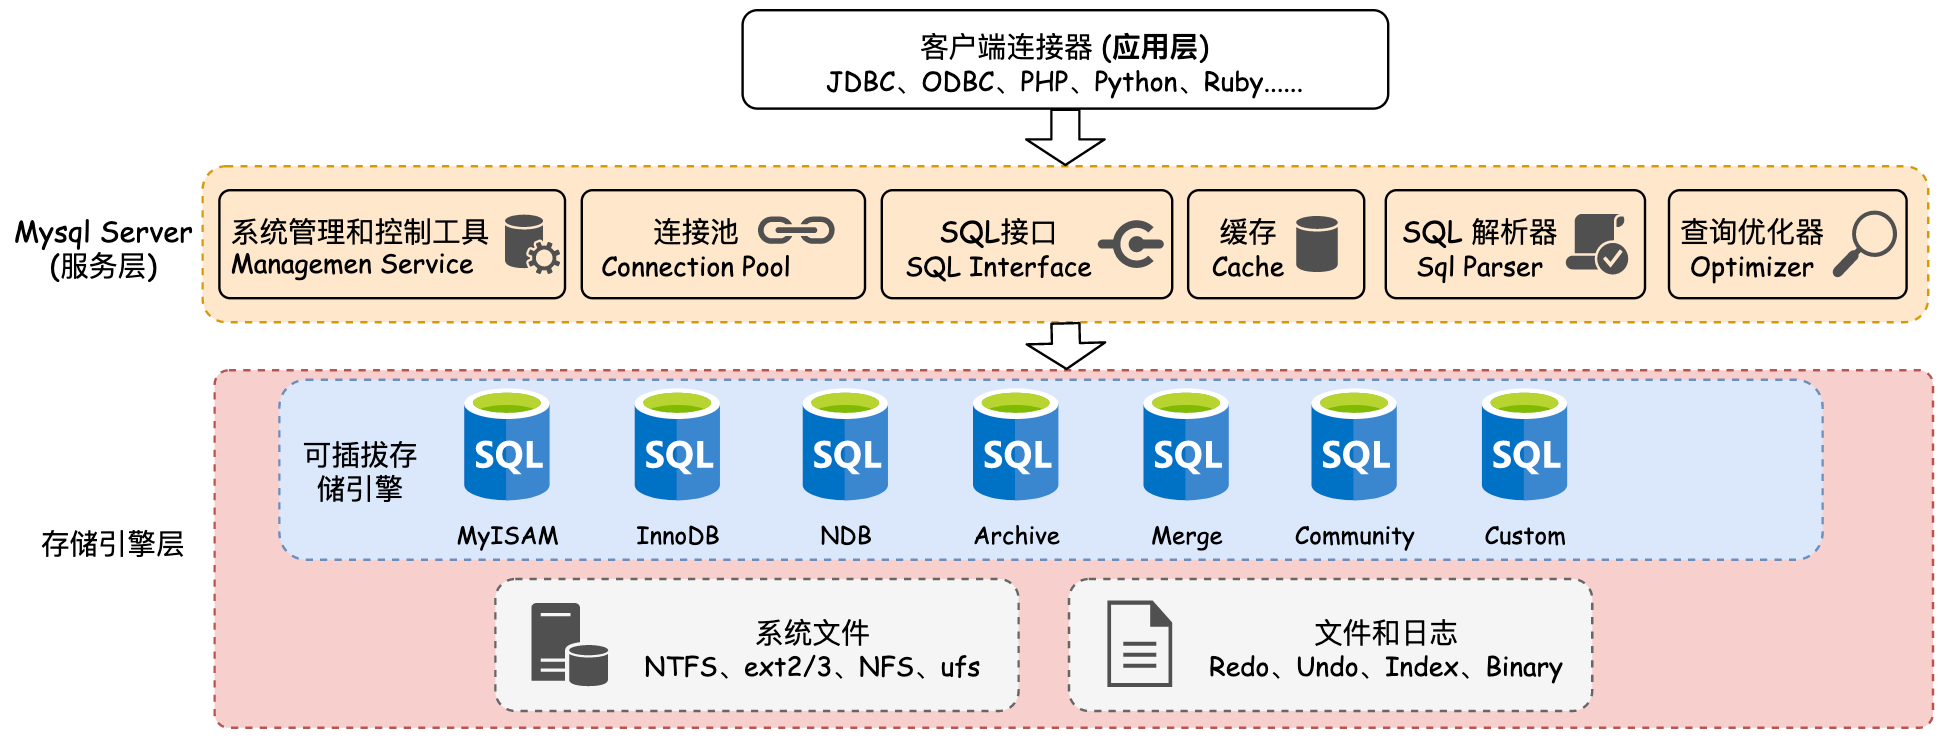 客户端连接器 (应用层)
JDBC、ODBC、PHP、Python、Ruby......
Mysql Server
(服务层)
系统管理和控制工具
Managemen Service
连接池
Connection Pool
SQL接口
SQL Interface
缓存
Cache
SQL 解析器
Sql Parser
查询优化器
Optimizer
存储引擎层
可插拔存
储引擎
SQL
MyISAM
SQL
InnoDB
SQL
NDB
SQL
Archive
SQL
Merge
SQL
Community
SQL
Custom
系统文件
NTFS、ext2/3、NFS、ufs
文件和日志
Redo、Undo、Index、Binary